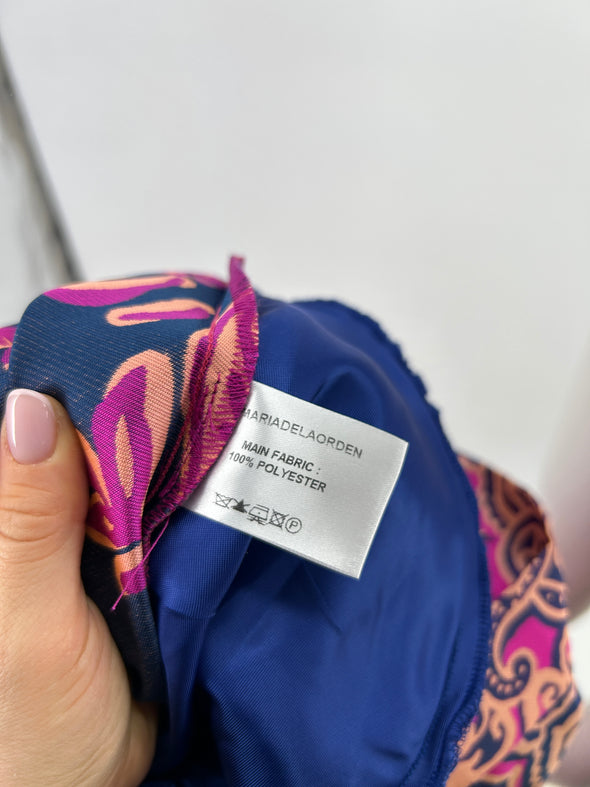 MARIADELAORDEN
MAIN FABRIC :
100% POLYESTER
P